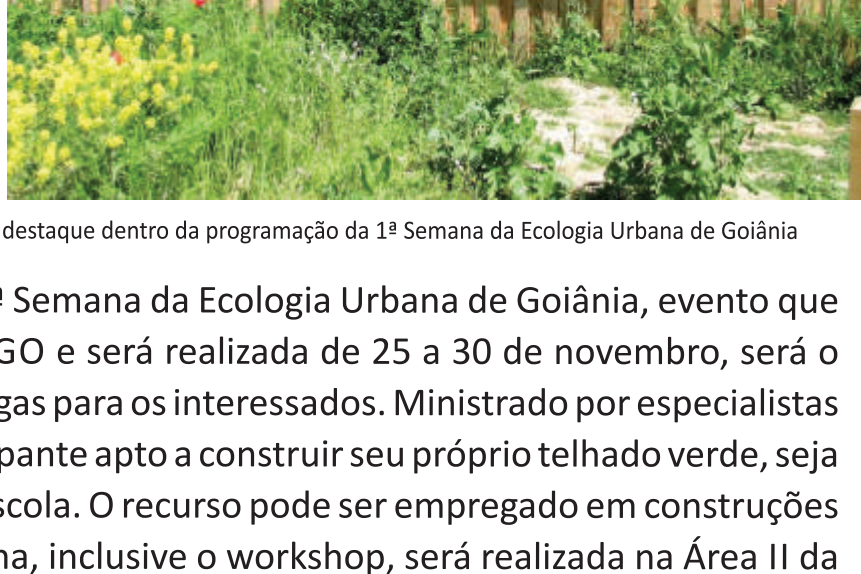 destaque dentro da programação da 1ª Semana da Ecologia Urbana de Goiânia
ª Semana da Ecologia Urbana de Goiânia, evento que
GO e será realizada de 25 a 30 de novembro, será o
gas para os interessados. Ministrado por especialistas
pante apto a construir seu próprio telhado verde, seja
scola. O recurso pode ser empregado em construções
na, inclusive o workshop, será realizada na Área II da